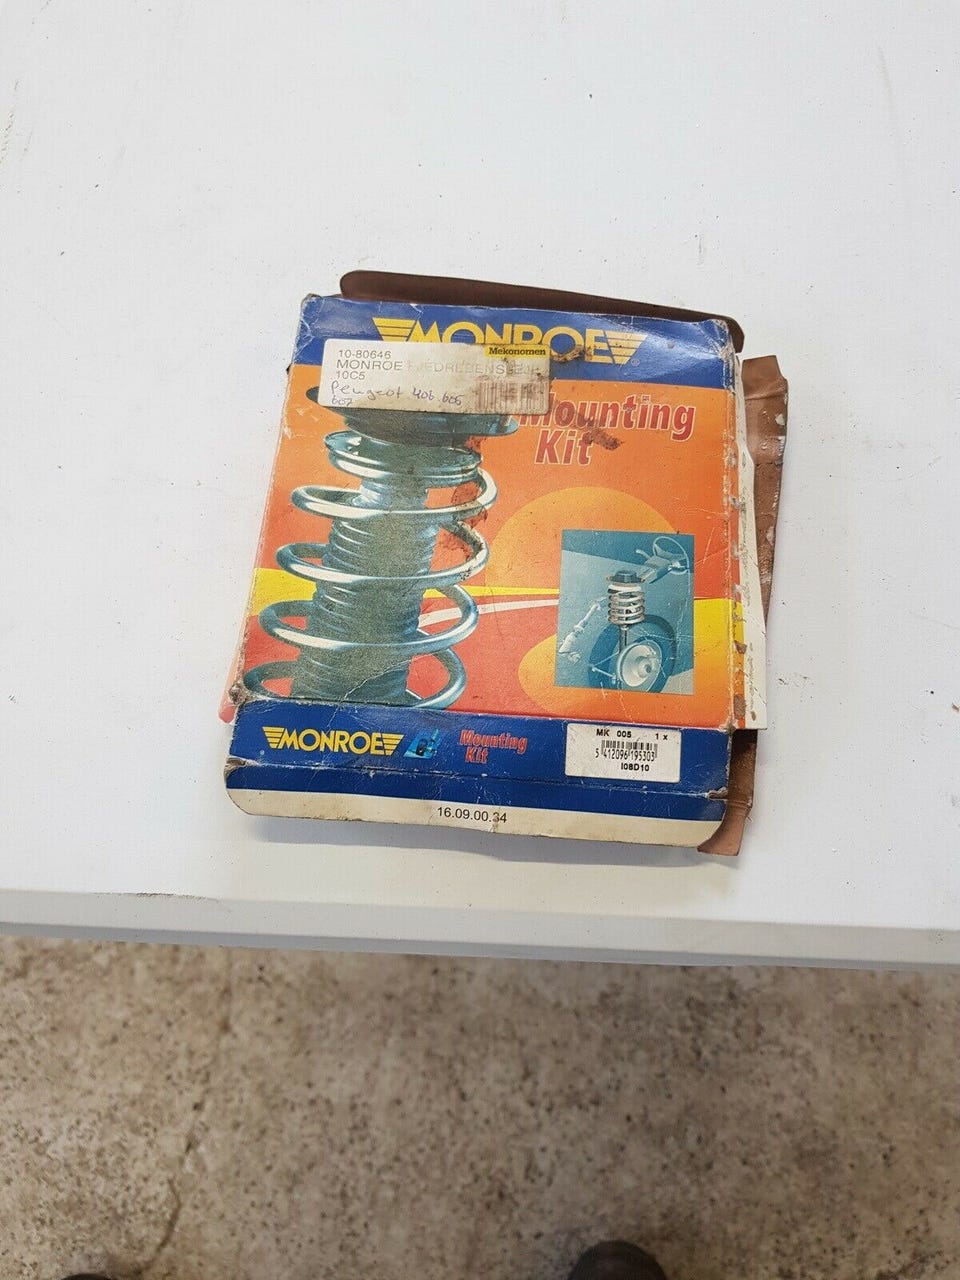 MONROE
Mekonomen
10-80646
MONROE
10C5
Peugeot 406.605
607
Mounting
Kit
MONROE
Mounting
Kit
MK 005 1 x
5 412096 195303
I08D10
16.09.00.34